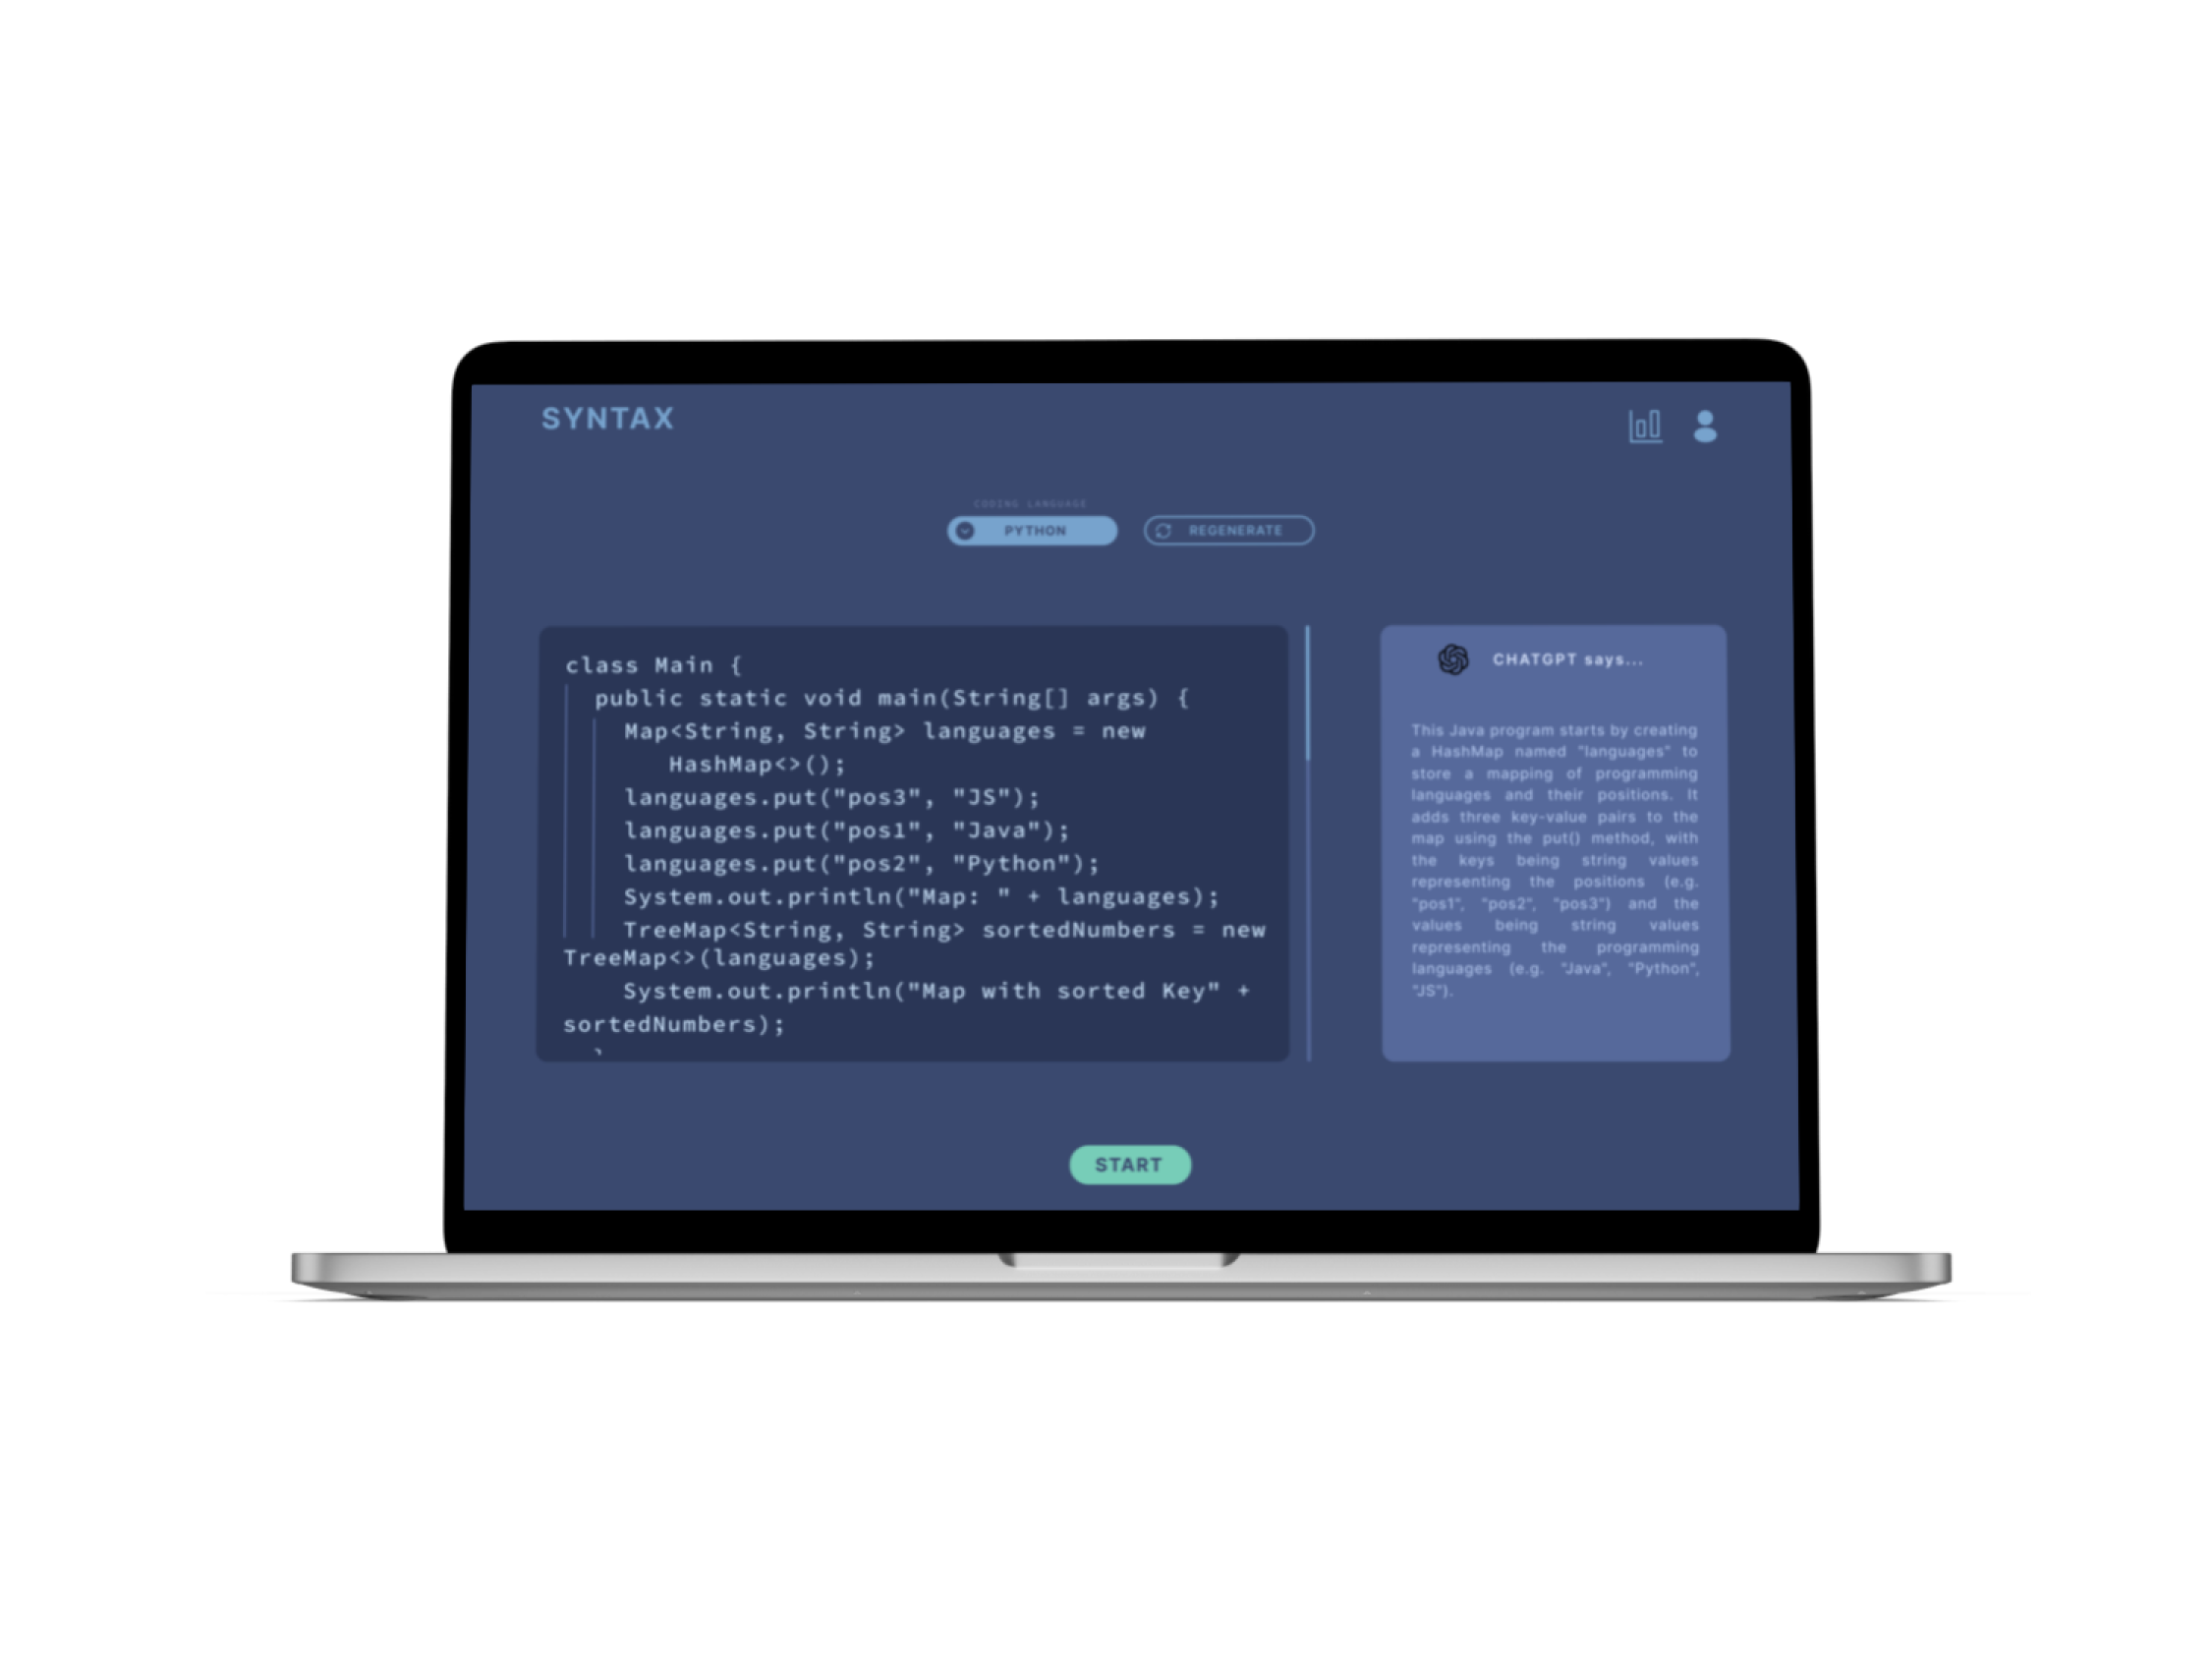 SYNTAX
CODING LANGUAGE
PYTHON
REGENERATE
class Main {
public static void main(String[] args) {
Map<String, String> languages = new
HashMap<>();
languages.put("pos3", "JS");
languages.put("pos1", "Java");
languages.put("pos2", "Python");
System.out.println("Map: " + languages);
TreeMap<String, String> sortedNumbers = new
TreeMap<>(languages);
System.out.println("Map with sorted Key" +
sortedNumbers);
CHATGPT says...
This Java program starts by creating
a HashMap named "languages" to
store a mapping of programming
languages and their positions. It
adds three key-value pairs to the
map using the put() method, with
the keys being string values
representing the positions (e.g.
"pos1", "pos2", "pos3") and the
values being string values
representing the programming
languages (e.g. "Java", "Python",
"JS").
START